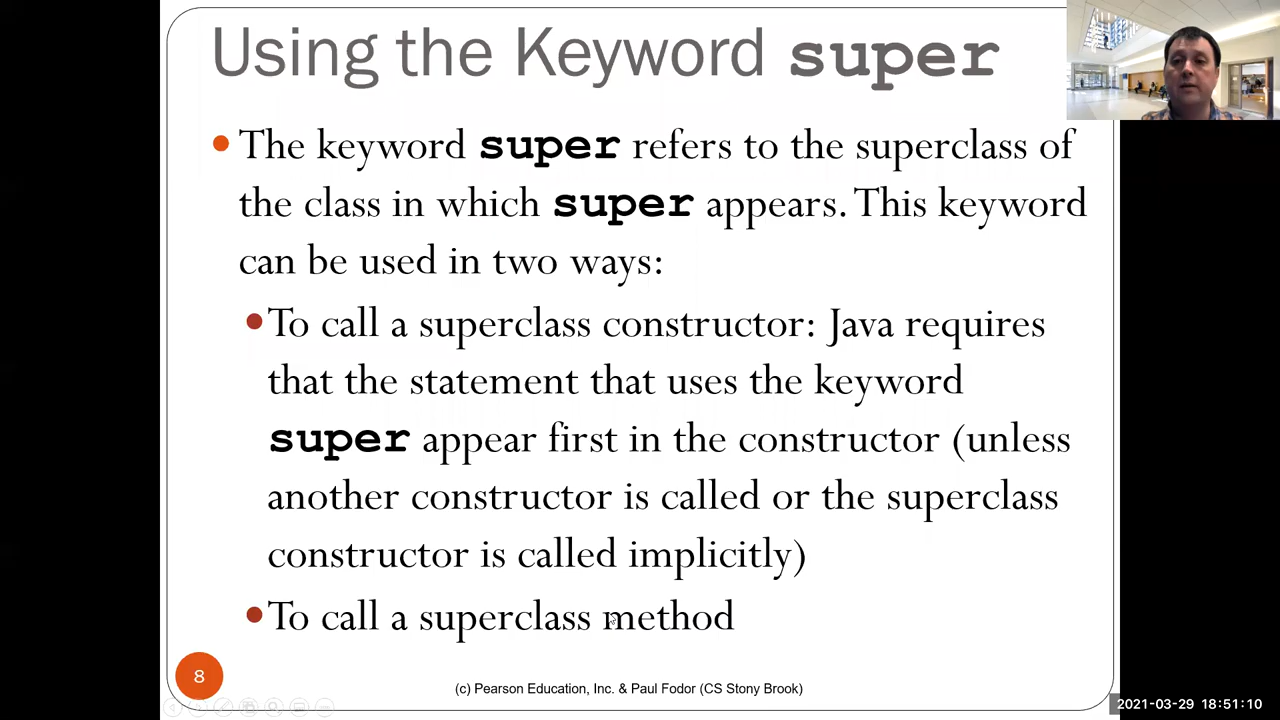 Using the Keyword super
The keyword super refers to the superclass of
the class in which super appears. This keyword
can be used in two ways:
To call a superclass constructor: Java requires
that the statement that uses the keyword
super appear first in the constructor (unless
another constructor is called or the superclass
constructor is called implicitly)
To call a superclass method
8
(c) Pearson Education, Inc. & Paul Fodor (CS Stony Brook)
2021-03-29 18:51:10